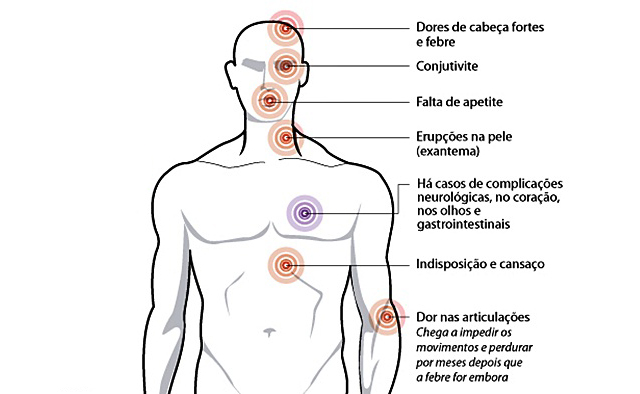 Dores de cabeça fortes
e febre
Conjutivite
Falta de apetite
Erupções na pele
(exantema)
Há casos de complicações
neurológicas, no coração,
nos olhos e
gastrointestinais
Indisposição e cansaço
Dor nas articulações
Chega a impedir os
movimentos e perdurar
por meses depois que
a febre for embora